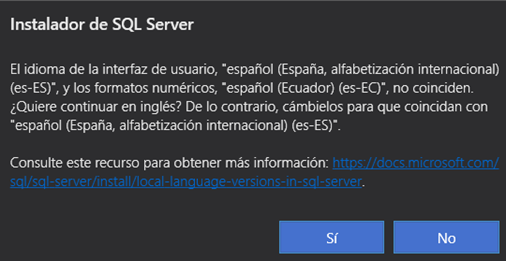 Instalador de SQL Server
El idioma de la interfaz de usuario, "español (España, alfabetización internacional)
(es-ES)", y los formatos numéricos, "español (Ecuador) (es-EC)", no coinciden.
¿Quiere continuar en inglés? De lo contrario, cámbielos para que coincidan con
"español (España, alfabetización internacional) (es-ES)".
Consulte este recurso para obtener más información: https://docs.microsoft.com/
sql/sql-server/install/local-language-versions-in-sql-server.
Sí
No